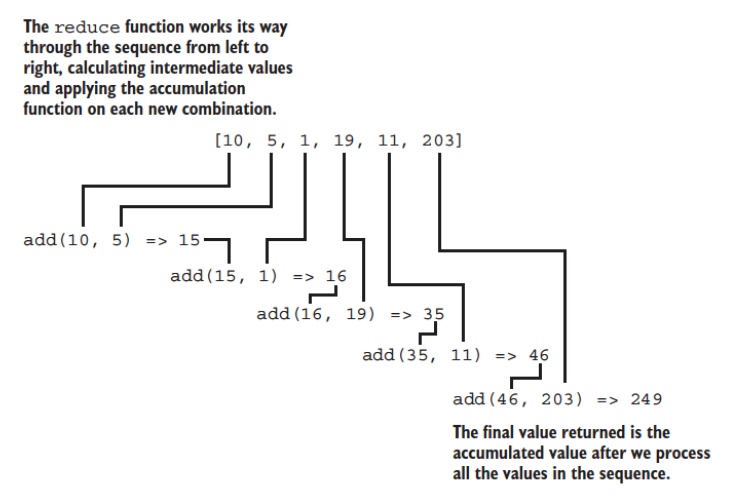 The reduce function works its way
through the sequence from left to
right, calculating intermediate values
and applying the accumulation
function on each new combination.
[10, 5, 1, 19, 11, 203]
add(10, 5) => 15
add(15, 1) => 16
add(16, 19) => 35
add(35, 11) => 46
add(46, 203) => 249
The final value returned is the
accumulated value after we process
all the values in the sequence.